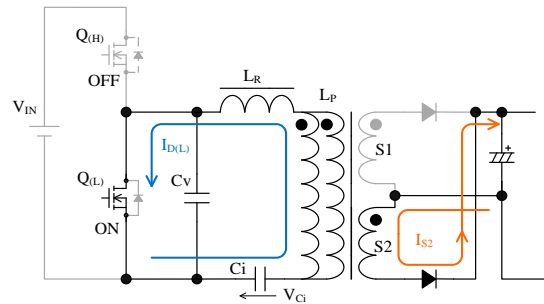 Q(H)
OFF
LR
LP
VIN
ID(L)
S1
+
Q(L)
Cv
ON
S2
IS2
Ci
VCi